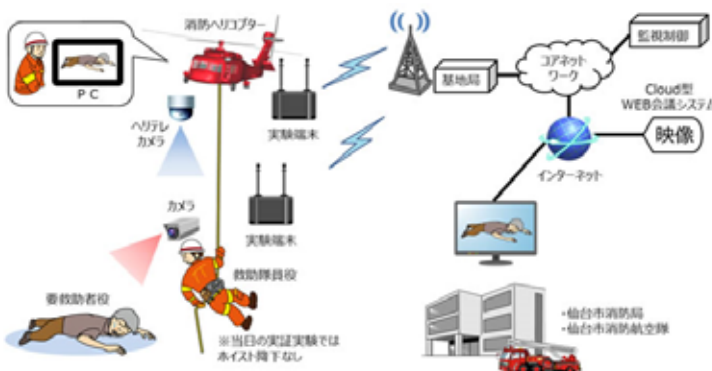 消防ヘリコプター
PC
ヘリテレ
カメラ
実験端末
基地局
コアネット
ワーク
監視制御
Cloud型
WEB会議システム
映像
インターネット
カメラ
実験端末
救助隊員役
要救助者役
※当日の実証実験では
ホイスト降下なし
・仙台市消防局
・仙台市消防航空隊